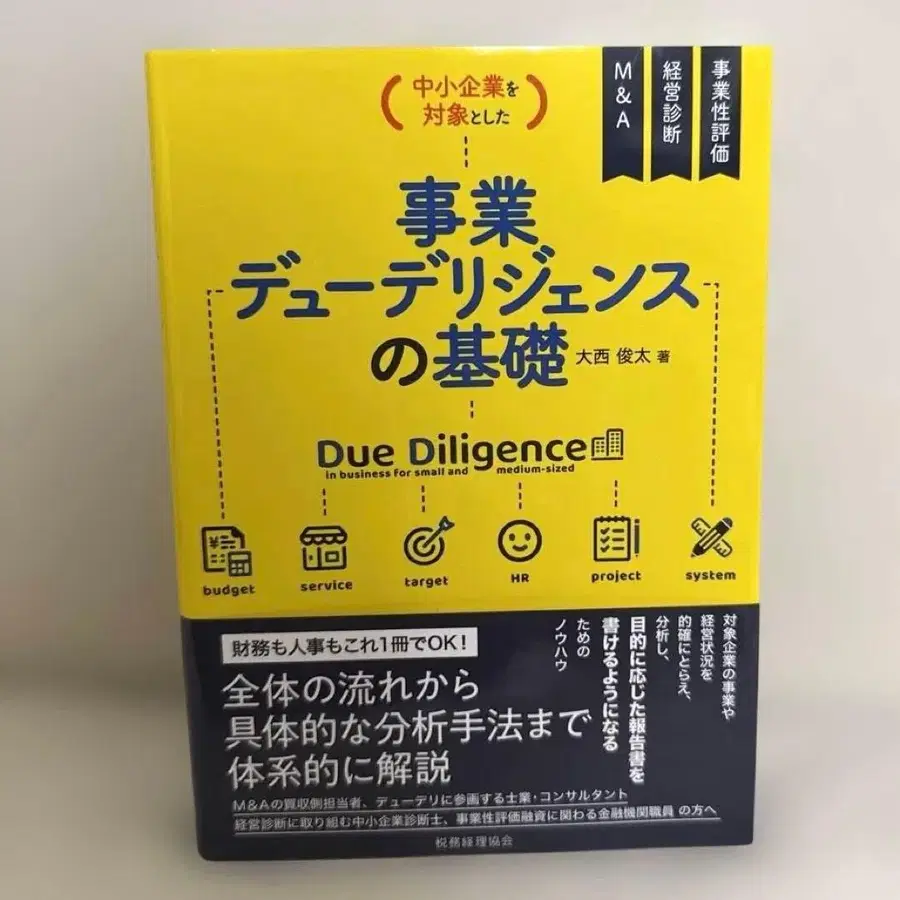 中小企業を
対象とした
事業性評価
経営診断
M&A
事業
デューデリジェンス
の基礎
大西 俊太 著
Due Diligence
in business for small and medium-sized
budget
service
target
HR
project
system
対象企業の事業や
経営状況を
的確にとらえ、
分析し、
目的に応じた報告書を
書けるようになる
ための
ノウハウ
財務も人事もこれ1冊でOK!
全体の流れから
具体的な分析手法まで
体系的に解説
M&Aの買収側担当者、デューデリに参画する士業・コンサルタント
経営診断に取り組む中小企業診断士、事業性評価融資に関わる金融機関職員 の方へ
税務経理協会